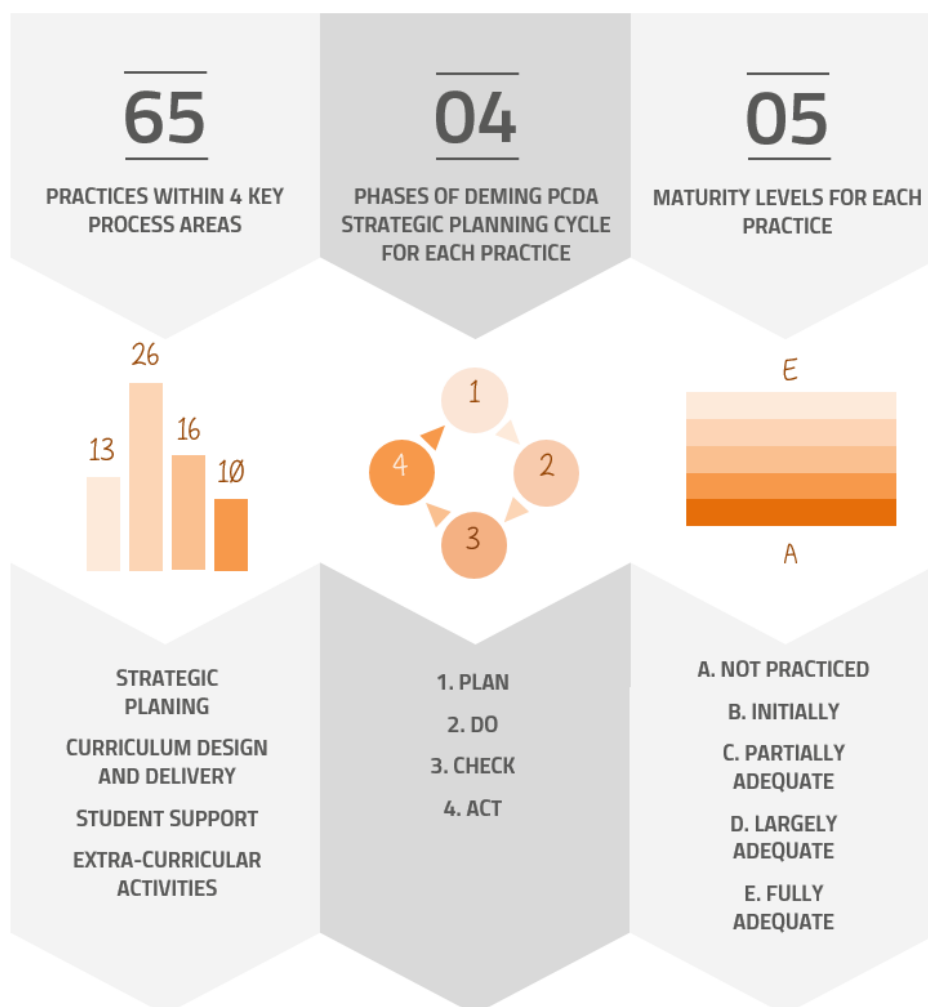 65
PRACTICES WITHIN 4 KEY
PROCESS AREAS
04
PHASES OF DEMING PCDA
STRATEGIC PLANNING CYCLE
FOR EACH PRACTICE
05
MATURITY LEVELS FOR EACH
PRACTICE
13
26
16
10
1
2
3
4
E
A
STRATEGIC
PLANING
CURRICULUM DESIGN
AND DELIVERY
STUDENT SUPPORT
EXTRA-CURRICULAR
ACTIVITIES
1. PLAN
2. DO
3. CHECK
4. ACT
A. NOT PRACTICED
B. INITIALLY
C. PARTIALLY
ADEQUATE
D. LARGELY
ADEQUATE
E. FULLY
ADEQUATE